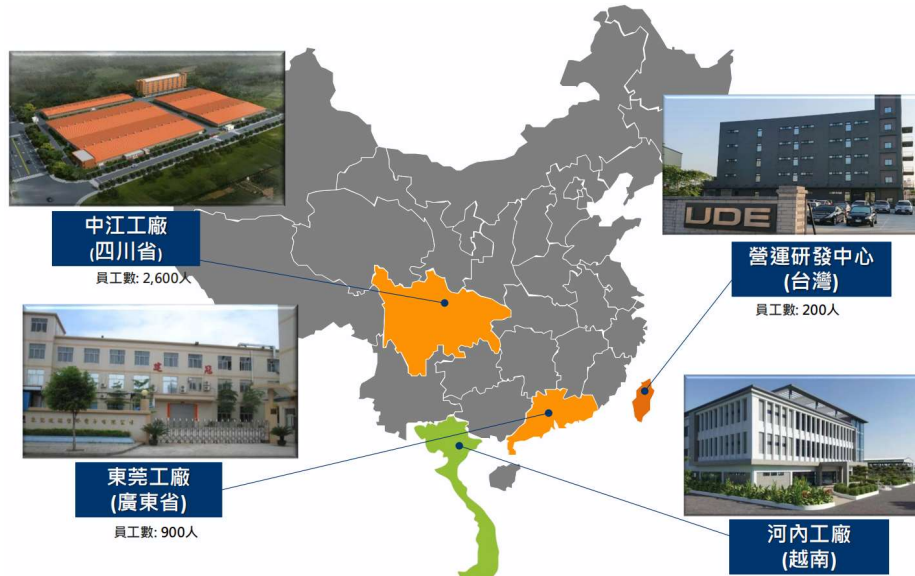 中江工廠
(四川省)
員工數: 2,600人
UDE
營運研發中心
(台灣)
員工數: 200人
東莞工廠
(廣東省)
員工數: 900人
河內工廠
(越南)